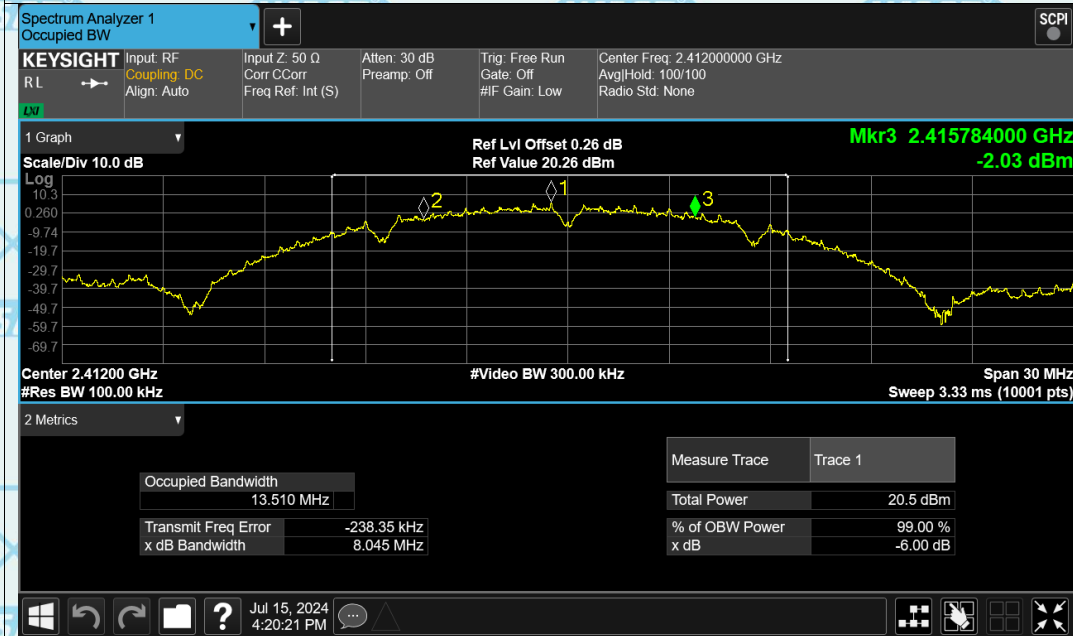 Spectrum Analyzer 1
Occupied BW
+
SCPI
KEYSIGHT
R L
LXI
Input: RF
Coupling: DC
Align: Auto
Input Z: 50 Ω
Corr CCorr
Freq Ref: Int (S)
Atten: 30 dB
Preamp: Off
Trig: Free Run
Gate: Off
#IF Gain: Low
Center Freq: 2.412000000 GHz
Avg|Hold: 100/100
Radio Std: None
1 Graph
Scale/Div 10.0 dB
Ref Lvl Offset 0.26 dB
Ref Value 20.26 dBm
Mkr3 2.415784000 GHz
-2.03 dBm
Log
10.3
0.260
-9.74
-19.7
-29.7
-39.7
-49.7
-59.7
-69.7
2
1
3
Center 2.41200 GHz
#Res BW 100.00 kHz
#Video BW 300.00 kHz
Span 30 MHz
Sweep 3.33 ms (10001 pts)
2 Metrics
Occupied Bandwidth
13.510 MHz
Transmit Freq Error -238.35 kHz
x dB Bandwidth 8.045 MHz
Measure Trace Trace 1
Total Power 20.5 dBm
% of OBW Power 99.00 %
x dB -6.00 dB
?
Jul 15, 2024
4:20:21 PM